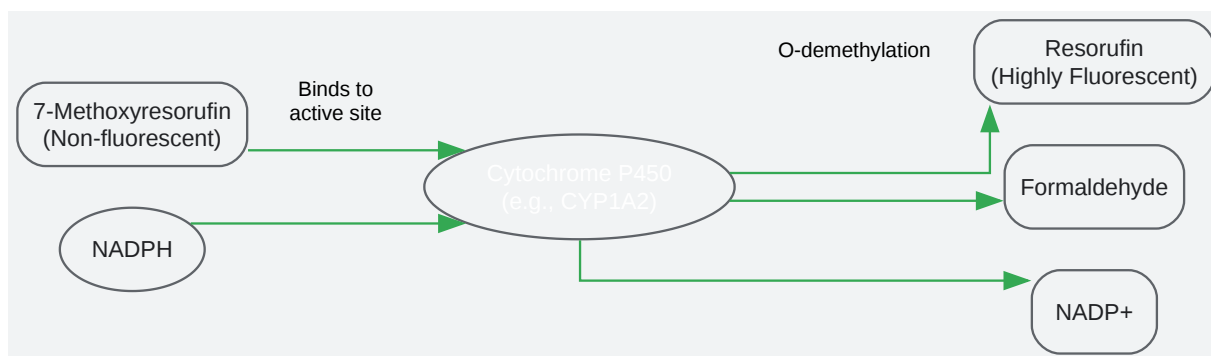 7-Methoxyresorufin
(Non-fluorescent)
Binds to
active site
NADPH
Cytochrome P450
(e.g., CYP1A2)
O-demethylation
Resorufin
(Highly Fluorescent)
Formaldehyde
NADP+